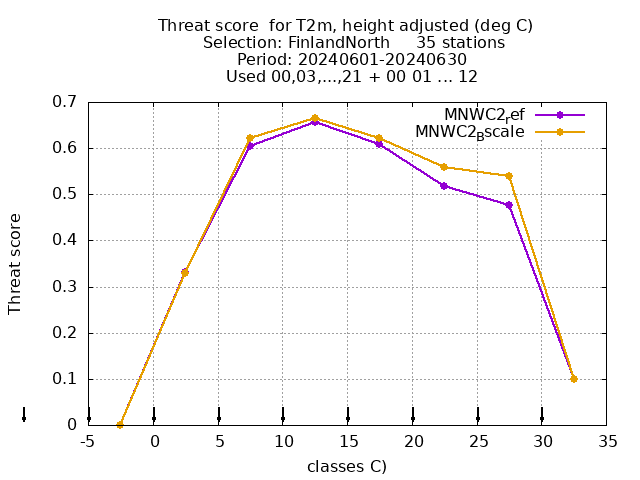 Threat score  for T2m, height adjusted (deg C)
Selection: FinlandNorth     35 stations
Period: 20240601-20240630
Used 00,03,...,21 + 00 01 ... 12
MNWC2ref
MNWC2Bscale
0.7
0.6
0.5
0.4
0.3
0.2
0.1
0
Threat score
-5 0 5 10 15 20 25 30 35
classes C)